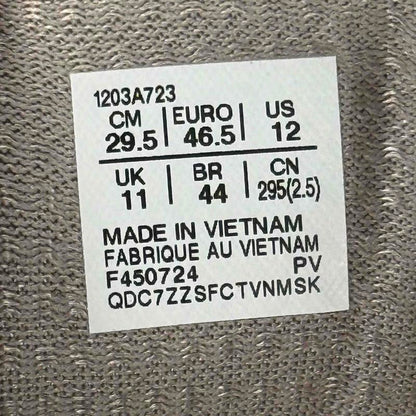 1203A723
CM EURO US
29.5 46.5 12
UK BR CN
11 44 295(2.5)
MADE IN VIETNAM
FABRIQUE AU VIETNAM
F450724 PV
QDC7ZZSFCTVNMSK